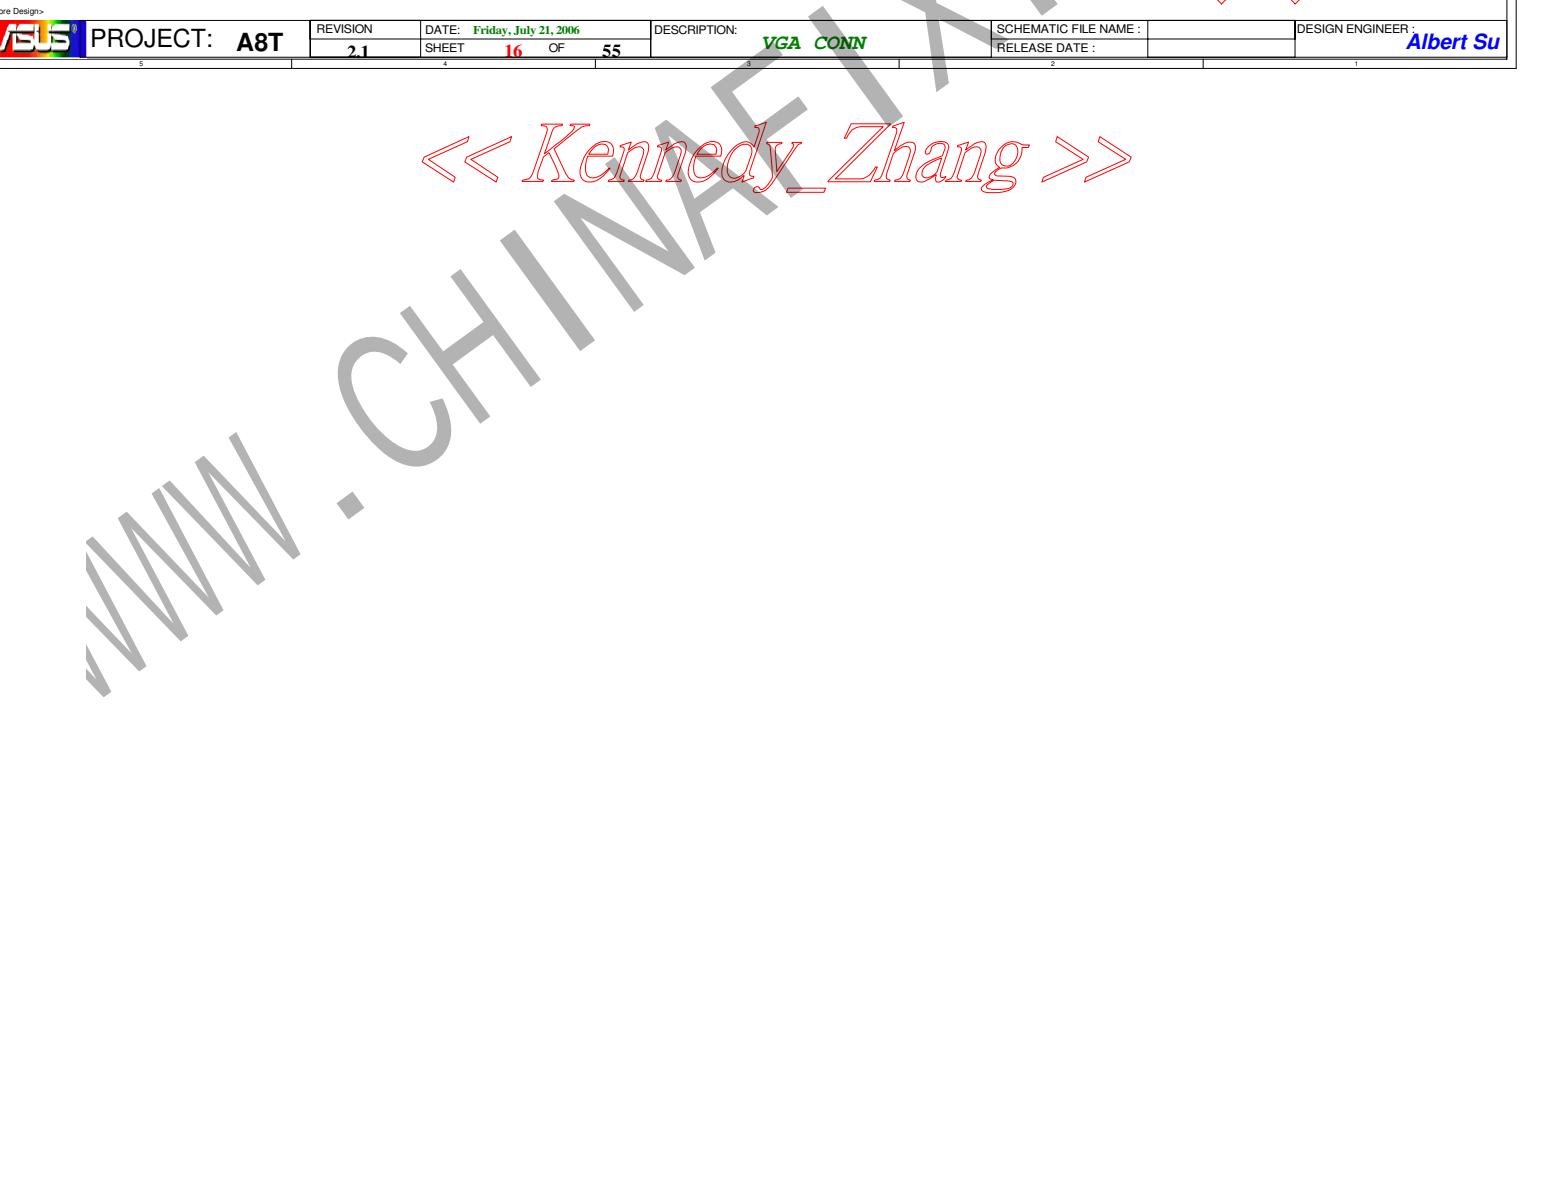 ore Design>
ASUS PROJECT: A8T
REVISION
2.1
DATE: Friday, July 21, 2006
SHEET 16 OF 55
DESCRIPTION:
VGA CONN
SCHEMATIC FILE NAME :
RELEASE DATE :
DESIGN ENGINEER :
Albert Su
5 4 3 2 1
<< Kennedy_Zhang >>
WWW.CHINAFIX